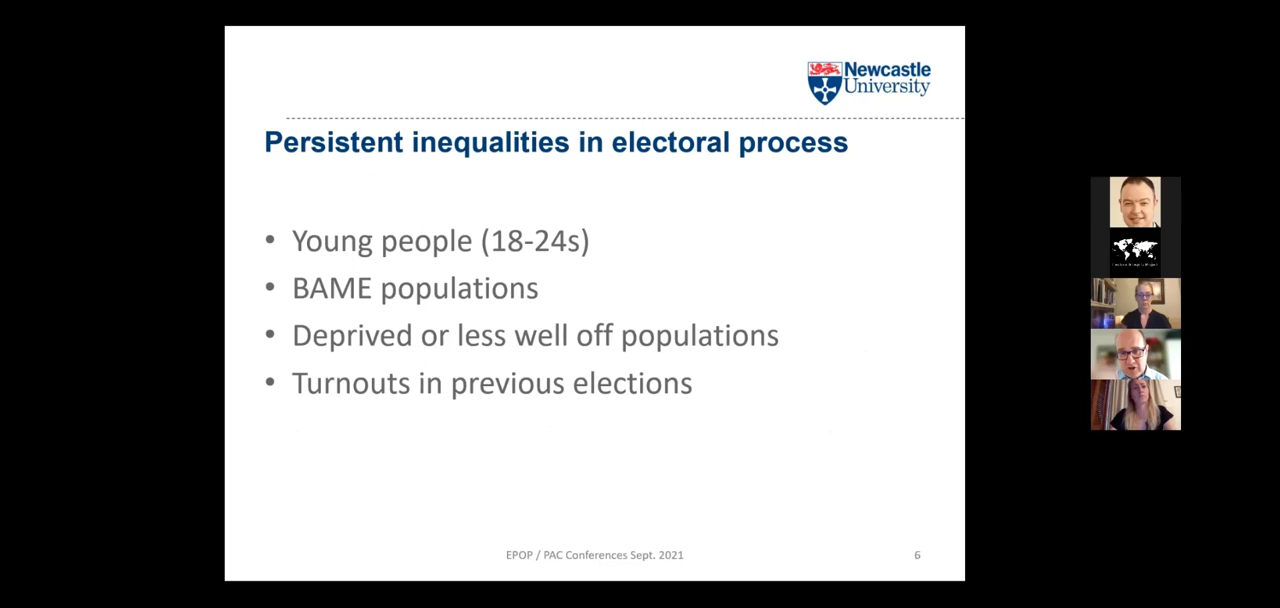 Newcastle
University
Persistent inequalities in electoral process
• Young people (18-24s)
• BAME populations
• Deprived or less well off populations
• Turnouts in previous elections
EPOP / PAC Conferences Sept. 2021
6